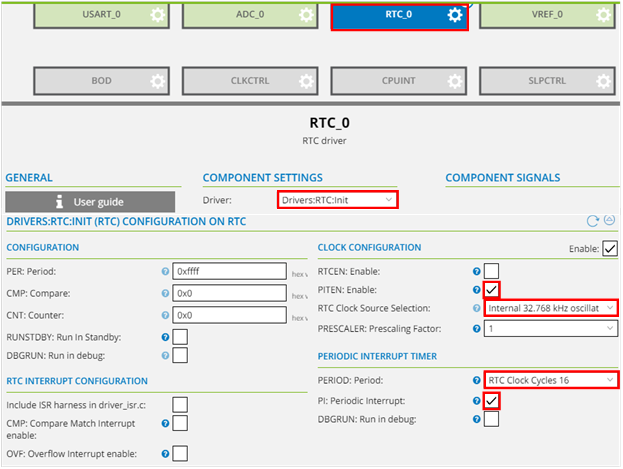 USART_0
ADC_0
RTC_0
VREF_0
BOD
CLKCTRL
CPUINT
SLPCTRL
RTC_0
RTC driver
GENERAL
COMPONENT SETTINGS
COMPONENT SIGNALS
i User guide
Driver: Drivers:RTC:Init
DRIVERS:RTC:INIT (RTC) CONFIGURATION ON RTC
CONFIGURATION
PER: Period: ? 0xffff hex v
CMP: Compare: ? 0x0 hex v
CNT: Counter: ? 0x0 hex v
RUNSTDBY: Run In Standby: ?
DBGRUN: Run in debug: ?
RTC INTERRUPT CONFIGURATION
Include ISR harness in driver_isr.c:
CMP: Compare Match Interrupt ?
enable:
OVF: Overflow Interrupt enable: ?
CLOCK CONFIGURATION
Enable:
RTCEN: Enable: ?
PITEN: Enable: ?
RTC Clock Source Selection: ? Internal 32.768 kHz oscillat
PRESCALER: Prescaling Factor: ? 1
PERIODIC INTERRUPT TIMER
PERIOD: Period: ? RTC Clock Cycles 16
PI: Periodic Interrupt: ?
DBGRUN: Run in debug: ?